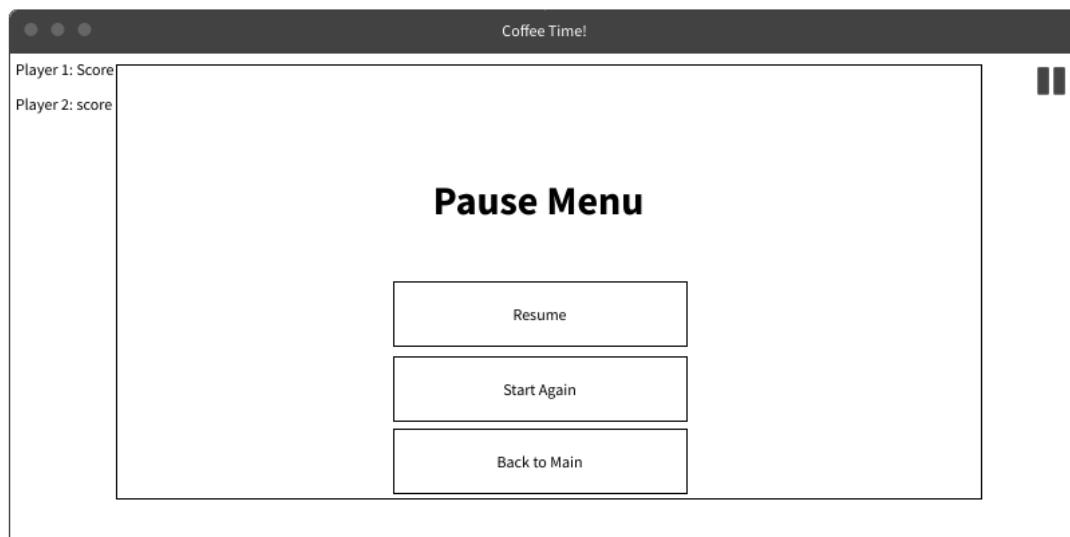 Coffee Time!
Player 1: Score
Player 2: score
Pause Menu
Resume
Start Again
Back to Main